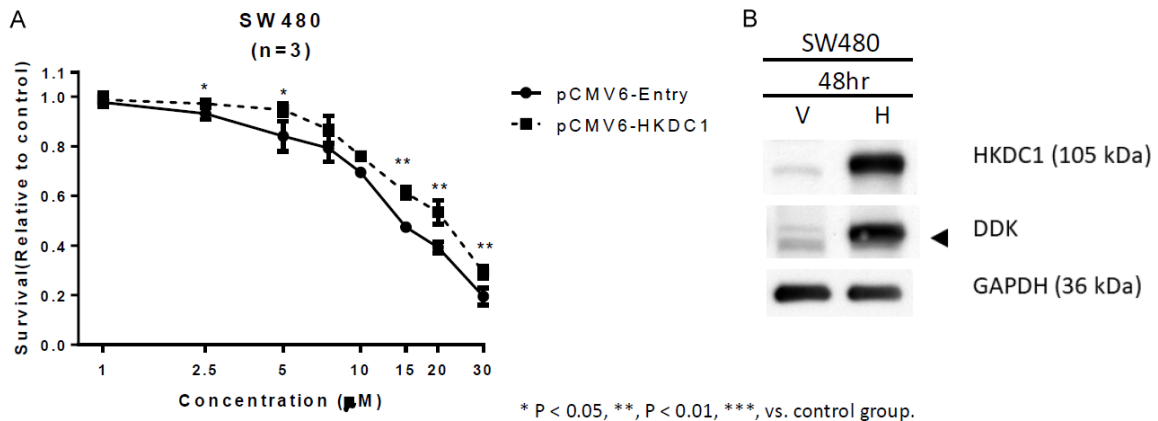 A
SW480
(n=3)
Survival(Relative to control)
1.1
1.0
0.8
0.6
0.4
0.2
0.0
* * ** ** **
1 2.5 5 10 15 20 30
Concentration (μM)
pCMV6-Entry
pCMV6-HKDC1
B
SW480
48hr
V H
HKDC1 (105 kDa)
DDK
GAPDH (36 kDa)
* P < 0.05, **, P < 0.01, ***, vs. control group.